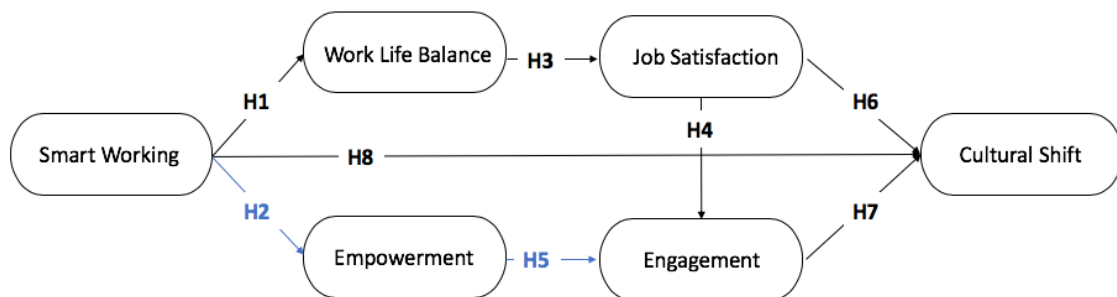 Work Life Balance
H3
Job Satisfaction
H1
H6
H4
Smart Working
H8
Cultural Shift
H2
H7
Empowerment
H5
Engagement